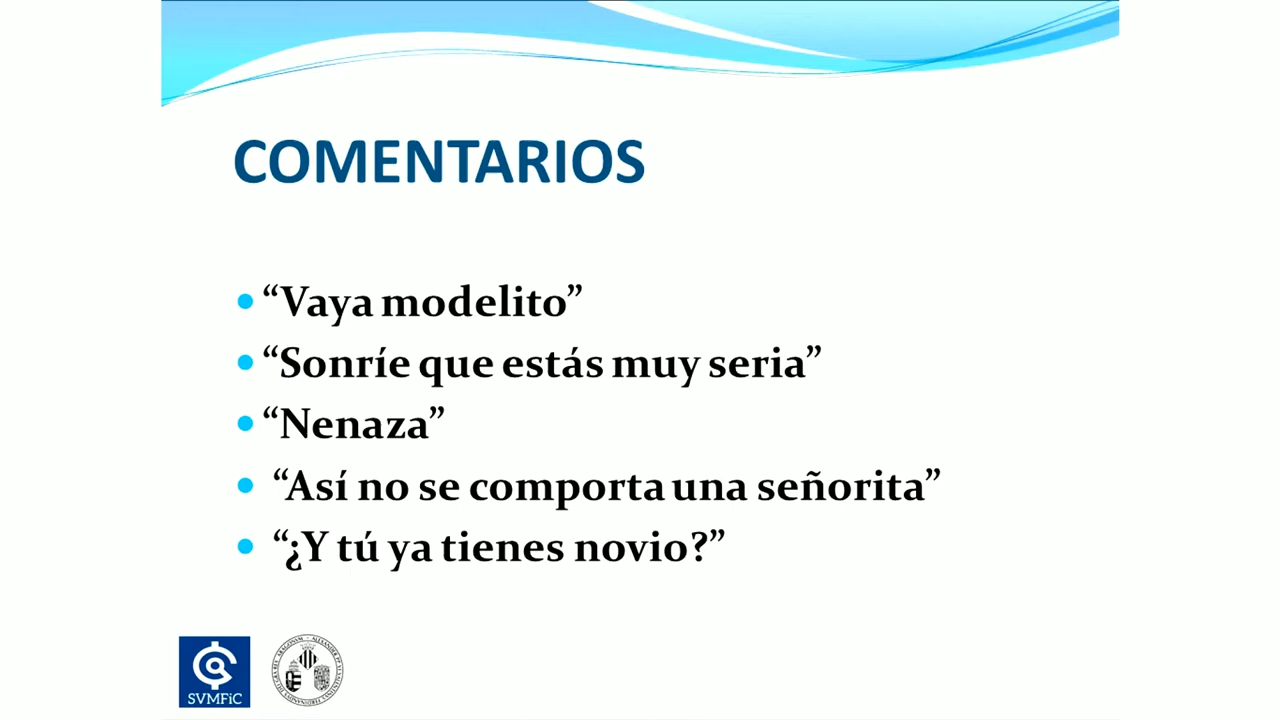 COMENTARIOS
“Vaya modelito”
“Sonríe que estás muy seria”
“Nenaza”
“Así no se comporta una señorita”
“¿Y tú ya tienes novio?”
SVMFiC